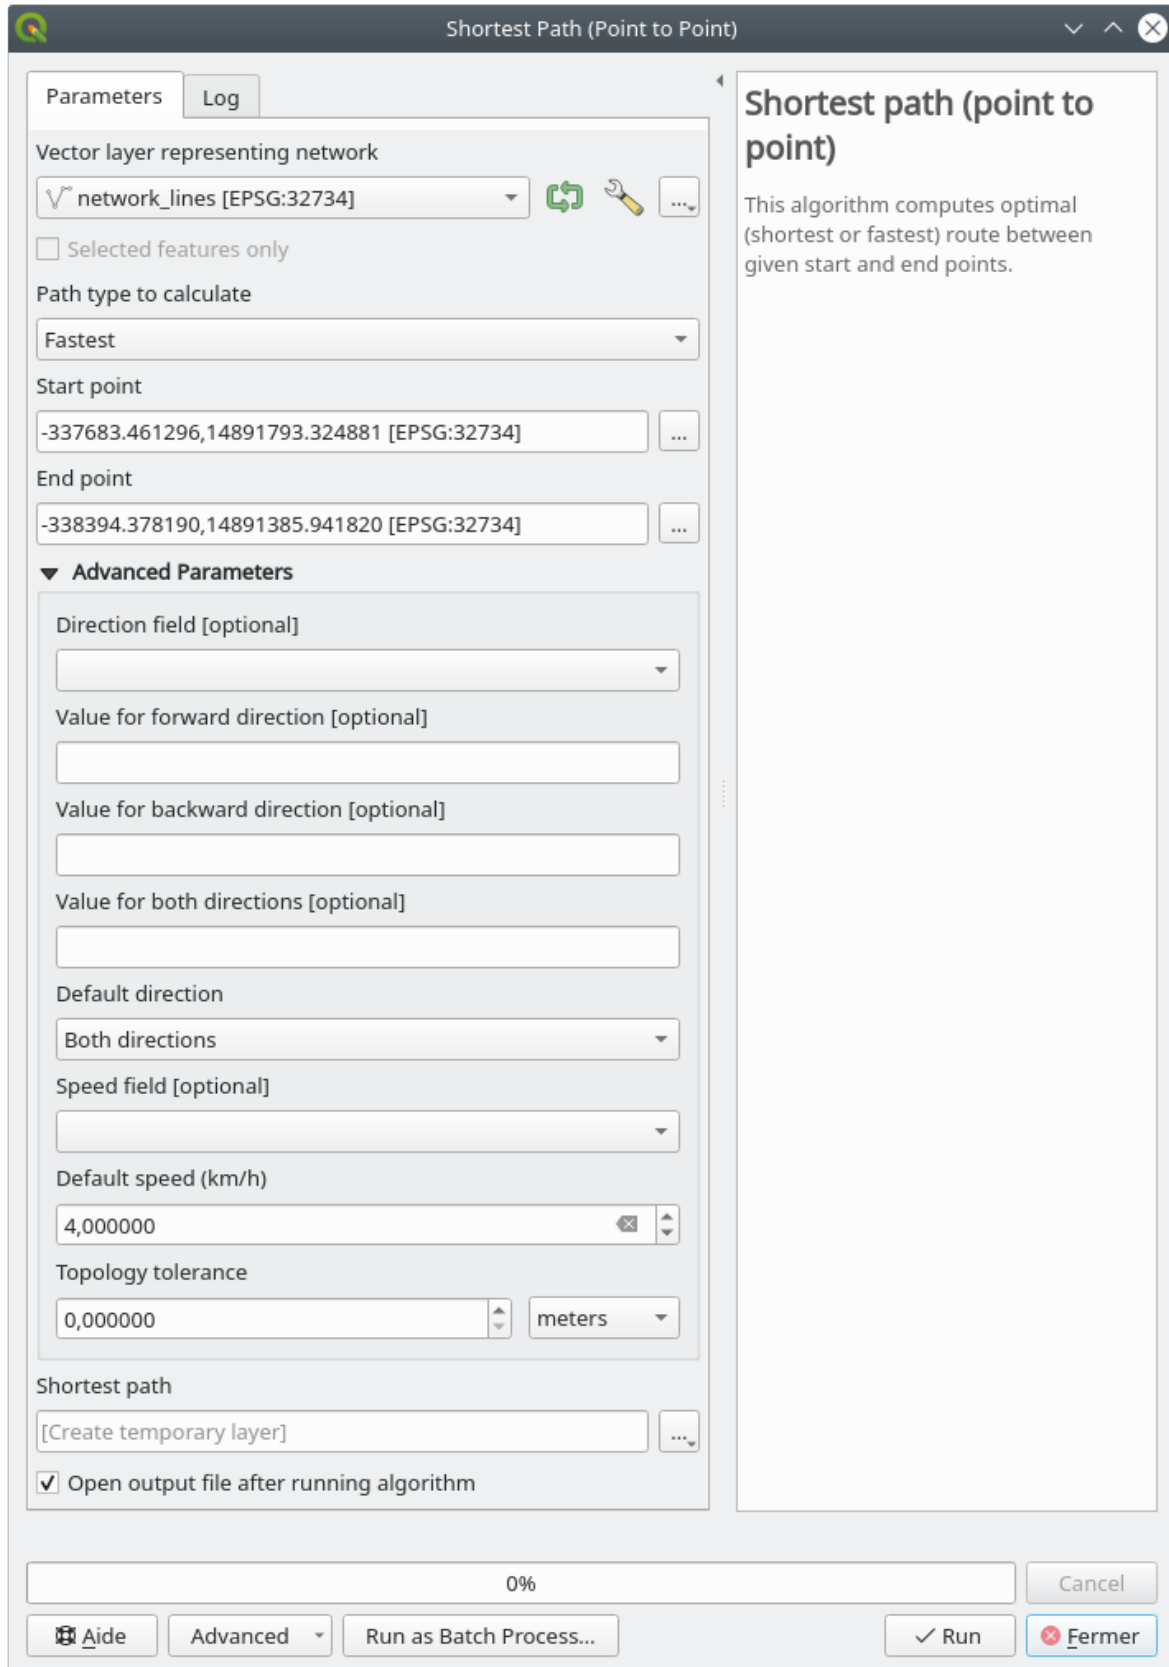 Shortest Path (Point to Point)
Parameters
Log
Vector layer representing network
network_lines [EPSG:32734]
...
Selected features only
Path type to calculate
Fastest
Start point
-337683.461296,14891793.324881 [EPSG:32734]
...
End point
-338394.378190,14891385.941820 [EPSG:32734]
...
Advanced Parameters
Direction field [optional]
Value for forward direction [optional]
Value for backward direction [optional]
Value for both directions [optional]
Default direction
Both directions
Speed field [optional]
Default speed (km/h)
4,000000
Topology tolerance
0,000000
meters
Shortest path
[Create temporary layer]
...
Open output file after running algorithm
Shortest path (point to
point)
This algorithm computes optimal
(shortest or fastest) route between
given start and end points.
0%
Cancel
Aide
Advanced
Run as Batch Process...
Run
Fermer